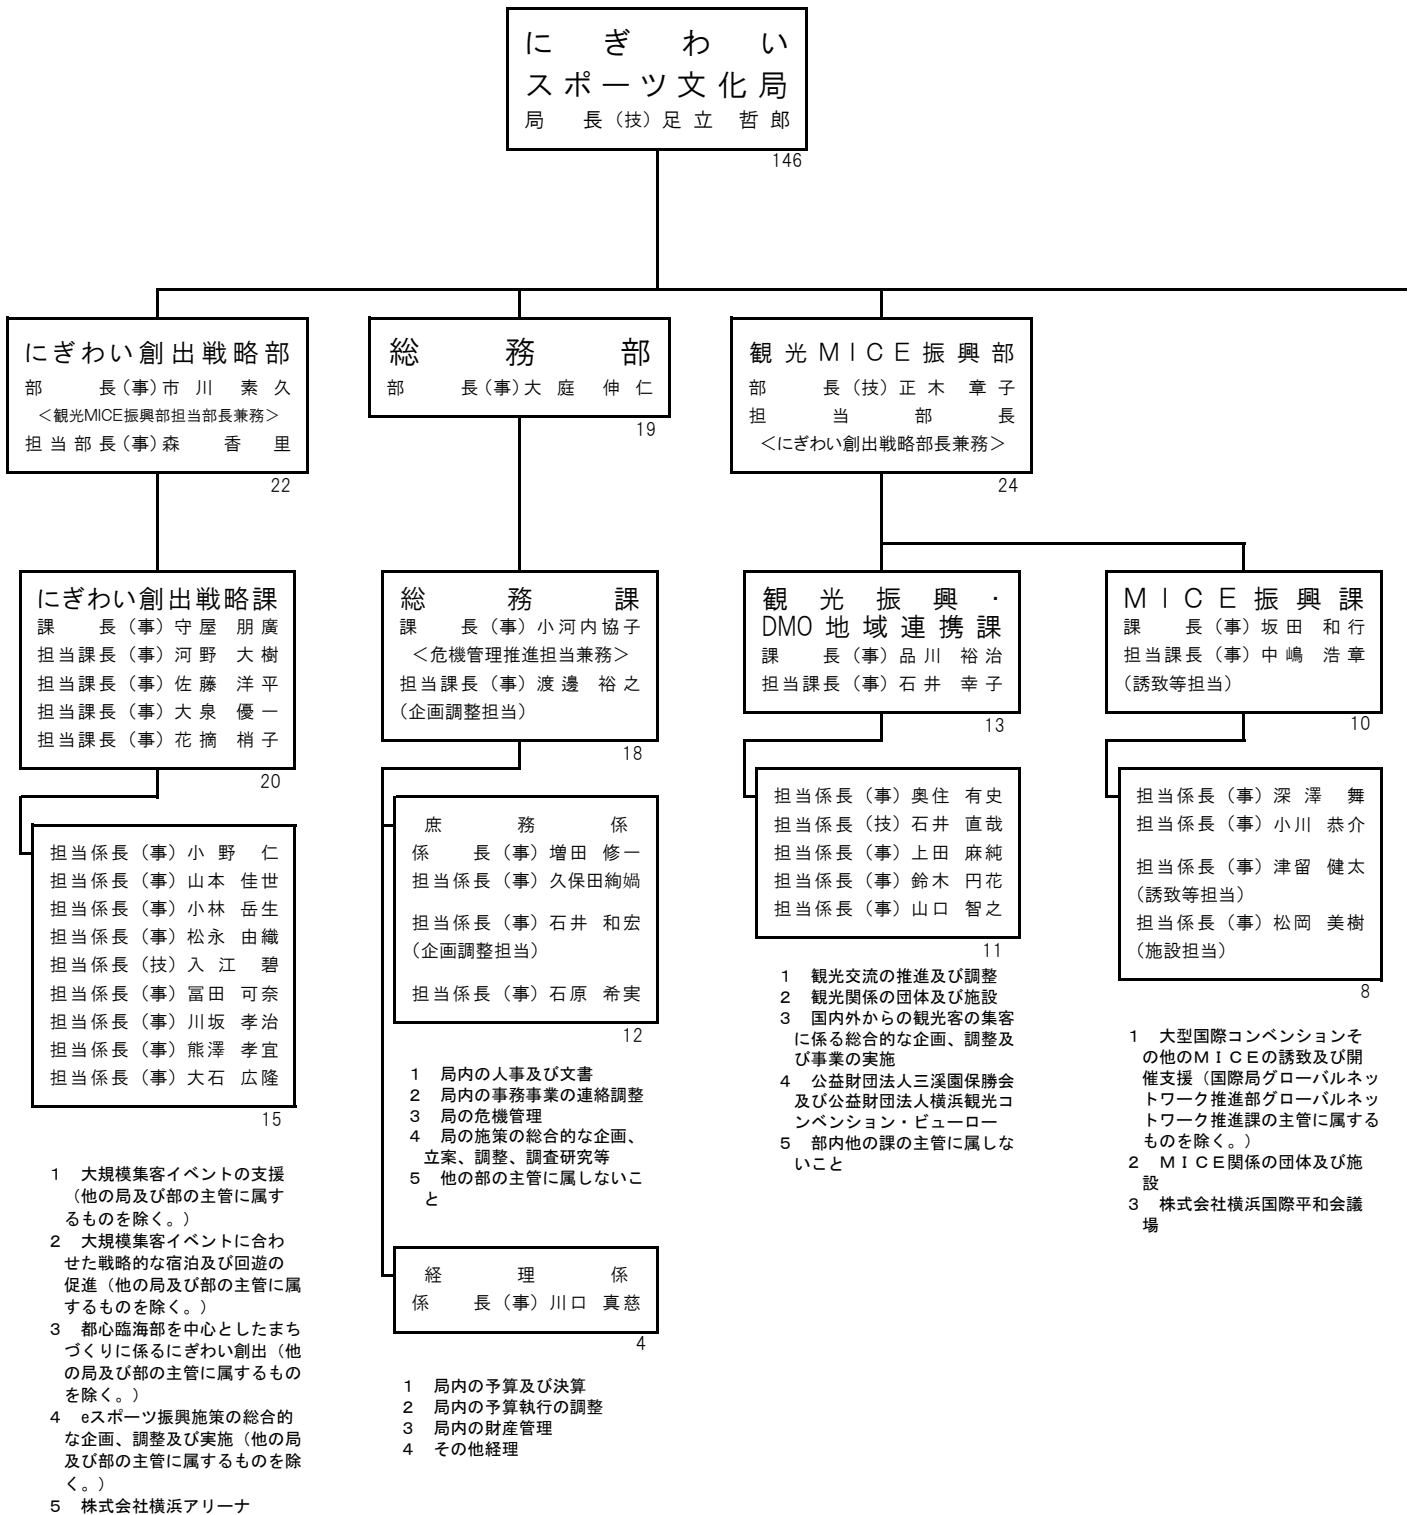 にぎわい
スポーツ文化局
局長(技)足立 哲郎
146
にぎわい創出戦略部
部長(事)市川 素久
＜観光MICE振興部担当部長兼務＞
担当部長(事)森 香里
22
総務部
部長(事)大庭 伸仁
19
観光ＭＩＣＥ振興部
部長(技)正木 章子
担当部長
＜にぎわい創出戦略部長兼務＞
24
にぎわい創出戦略課
課長(事)守屋 朋廣
担当課長(事)河野 大樹
担当課長(事)佐藤 洋平
担当課長(事)大泉 優一
担当課長(事)花摘 梢子
20
担当係長(事)小野 仁
担当係長(事)山本 佳世
担当係長(事)小林 岳生
担当係長(事)松永 由織
担当係長(技)入江 碧
担当係長(事)冨田 可奈
担当係長(事)川坂 孝治
担当係長(事)熊澤 孝宜
担当係長(事)大石 広隆
15
1 大規模集客イベントの支援
（他の局及び部の主管に属す
るものを除く。）
2 大規模集客イベントに合わ
せた戦略的な宿泊及び回遊の
促進（他の局及び部の主管に属
するものを除く。）
3 都心臨海部を中心としたまち
づくりに係るにぎわい創出（他
の局及び部の主管に属するもの
を除く。）
4 eスポーツ振興施策の総合的
な企画、調整及び実施（他の局
及び部の主管に属するものを除
く。）
5 株式会社横浜アリーナ
総務課
課長(事)小河内協子
＜危機管理推進担当兼務＞
担当課長(事)渡邊 裕之
(企画調整担当)
18
庶務係
係長(事)増田 修一
担当係長(事)久保田絢媧
担当係長(事)石井 和宏
(企画調整担当)
担当係長(事)石原 希実
12
1 局内の人事及び文書
2 局内の事務事業の連絡調整
3 局の危機管理
4 局の施策の総合的な企画、
立案、調整、調査研究等
5 他の部の主管に属しないこ
と
経理係
係長(事)川口 真慈
4
1 局内の予算及び決算
2 局内の予算執行の調整
3 局内の財産管理
4 その他経理
観光振興・
DMO地域連携課
課長(事)品川 裕治
担当課長(事)石井 幸子
13
担当係長(事)奥住 有史
担当係長(技)石井 直哉
担当係長(事)上田 麻純
担当係長(事)鈴木 円花
担当係長(事)山口 智之
11
1 観光交流の推進及び調整
2 観光関係の団体及び施設
3 国内外からの観光客の集客
に係る総合的な企画、調整及
び事業の実施
4 公益財団法人三溪園保勝会
及び公益財団法人横浜観光コ
ンベンション・ビューロー
5 部内他の課の主管に属しな
いこと
ＭＩＣＥ振興課
課長(事)坂田 和行
担当課長(事)中嶋 浩章
(誘致等担当)
10
担当係長(事)深澤 舞
担当係長(事)小川 恭介
担当係長(事)津留 健太
(誘致等担当)
担当係長(事)松岡 美樹
(施設担当)
8
1 大型国際コンベンションそ
の他のＭＩＣＥの誘致及び開
催支援（国際局グローバルネッ
トワーク推進部グローバルネッ
トワーク推進課の主管に属する
ものを除く。）
2 ＭＩＣＥ関係の団体及び施
設
3 株式会社横浜国際平和会議
場